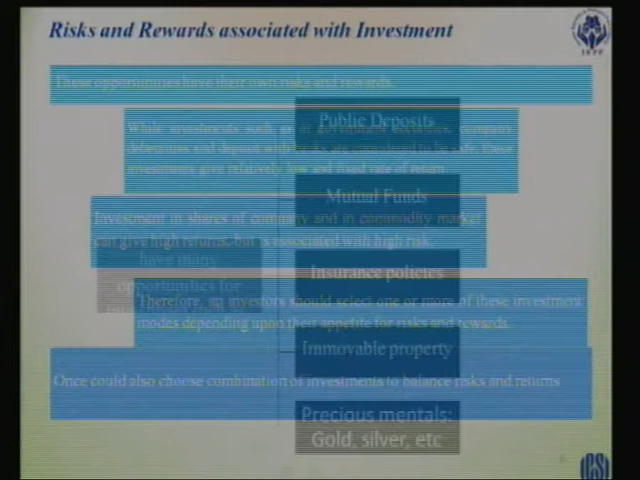 Risks and Rewards associated with Investment
IEPF
These opportunities have their own risks and rewards.
Public Deposits
While investments such as in government securities, company
debentures and deposit with banks are considered to be safe, these
investments give relatively low and fixed rate of return
Mutual Funds
Investment in shares of company and in commodity market
can give high returns, but is associated with high risk.
have many
opportunities for
Insurance policies
Therefore, an investors should select one or more of these investment
modes depending upon their appetite for risks and rewards.
Immovable property
Once could also choose combination of investments to balance risks and returns
Precious mentals:
Gold, silver, etc
ICSI